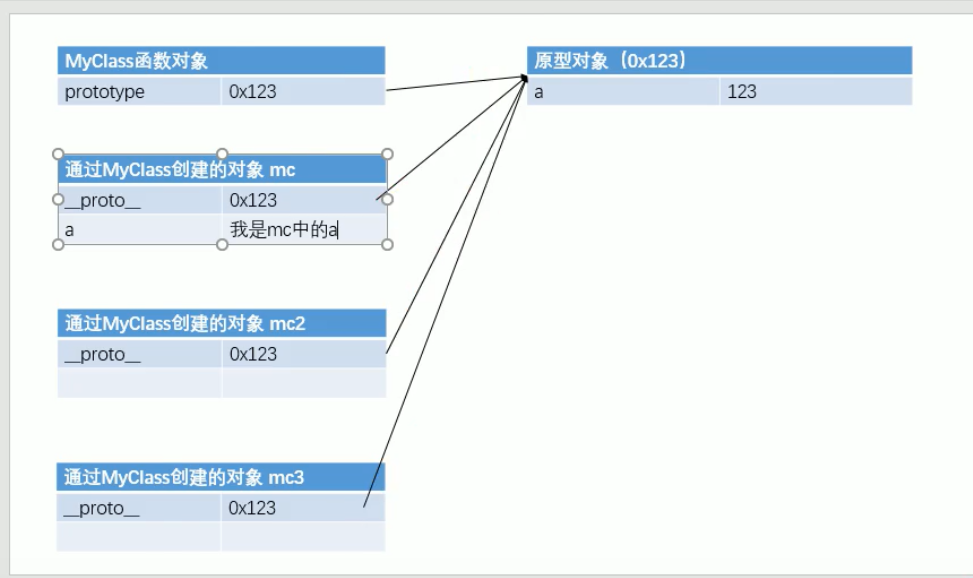 MyClass函数对象
prototype 0x123
原型对象（0x123）
a 123
通过MyClass创建的对象 mc
__proto__ 0x123
a 我是mc中的a
通过MyClass创建的对象 mc2
__proto__ 0x123
通过MyClass创建的对象 mc3
__proto__ 0x123